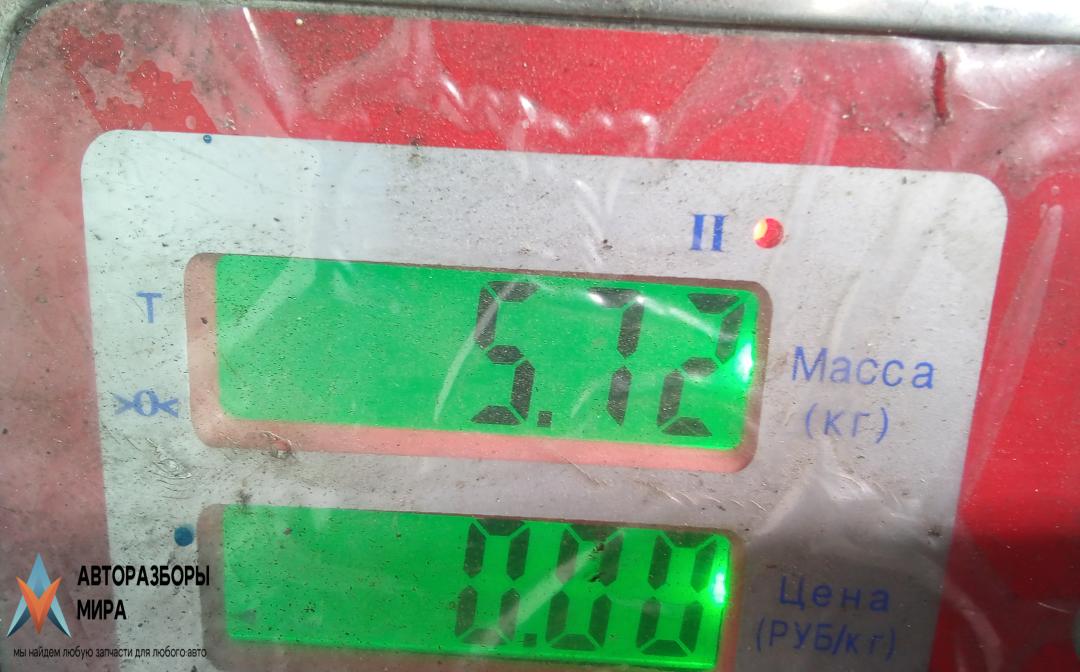 II
T
5.72
>0<
Масса
(кг)
0.00
Цена
(РУБ/кг)
АВТОРАЗБОРЫ
МИРА
мы найдем любую запчасти для любого авто